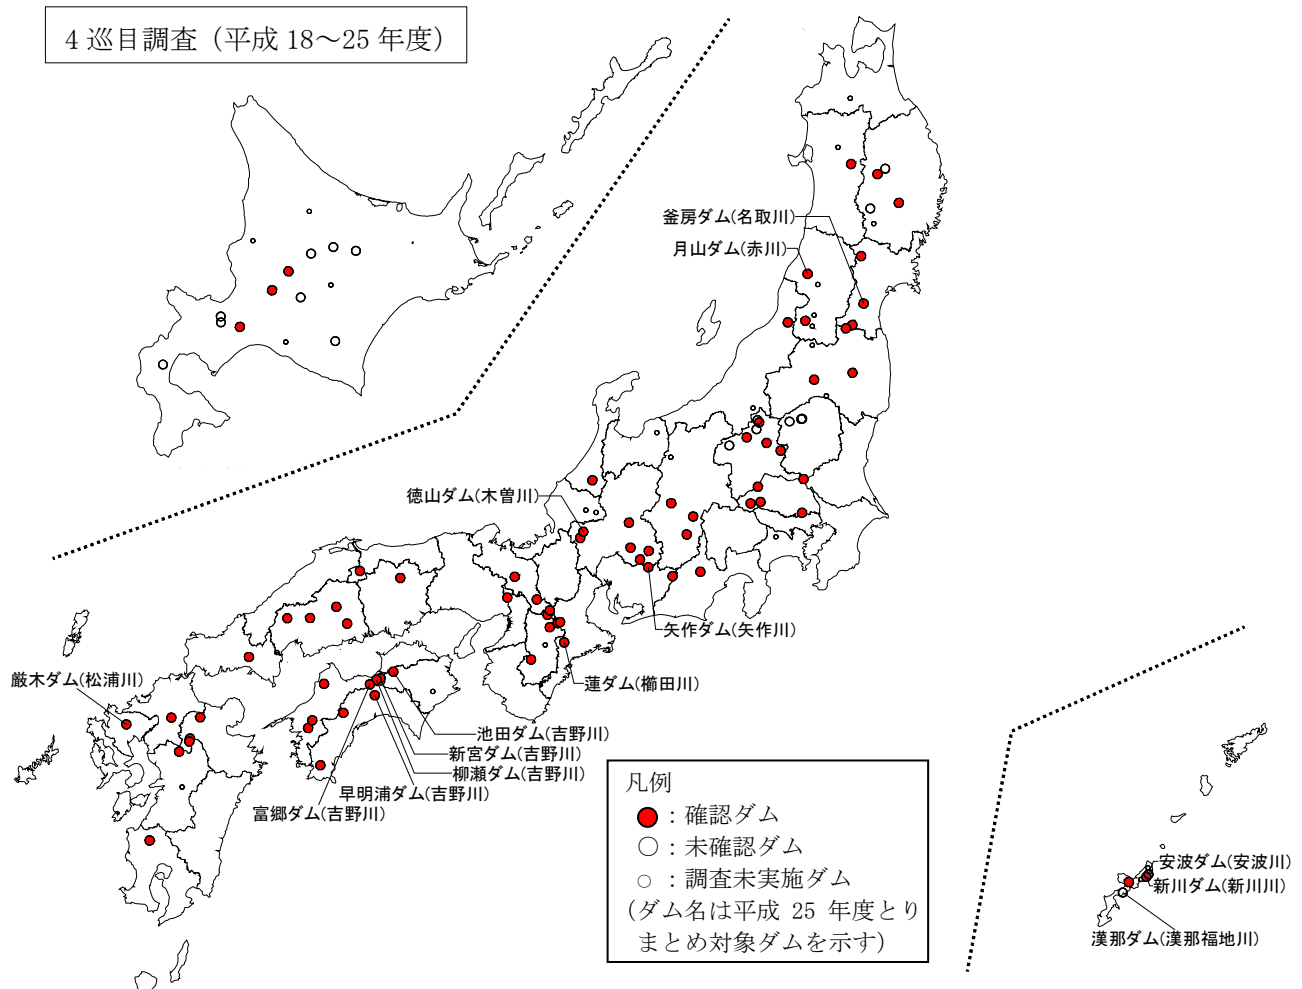 4巡目調査（平成 18～25 年度）
釜房ダム(名取川)
月山ダム(赤川)
徳山ダム(木曽川)
矢作ダム(矢作川)
蓮ダム(櫛田川)
厳木ダム(松浦川)
池田ダム(吉野川)
新宮ダム(吉野川)
柳瀬ダム(吉野川)
早明浦ダム(吉野川)
富郷ダム(吉野川)
凡例
：確認ダム
○：未確認ダム
○：調査未実施ダム
(ダム名は平成 25 年度とり
まとめ対象ダムを示す)
安波ダム(安波川)
新川ダム(新川川)
漢那ダム(漢那福地川)